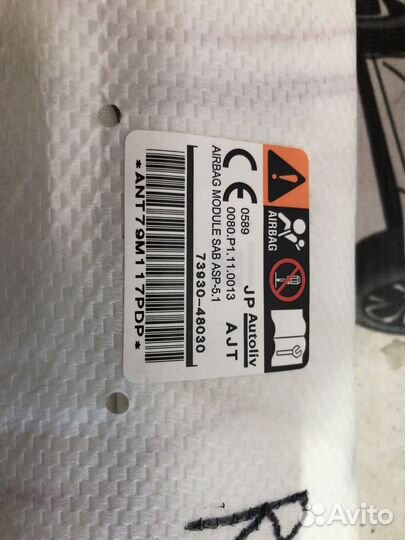 AIRBAG
JP Autoliv
AJT
0589
0080.P1.11.0013
CE
AIRBAG MODULE SAB ASP-5.1
73930-48030
*ANT79M117PDP*
R
Avito